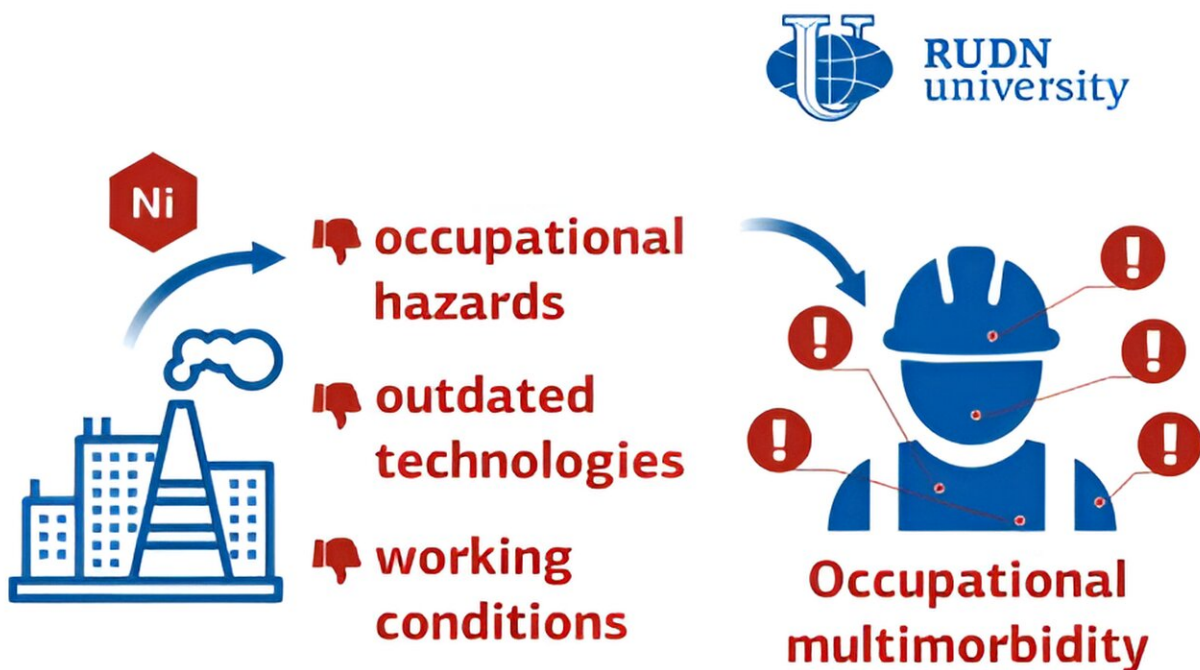 RUDN
university
Ni
occupational
hazards
outdated
technologies
working
conditions
Occupational
multimorbidity